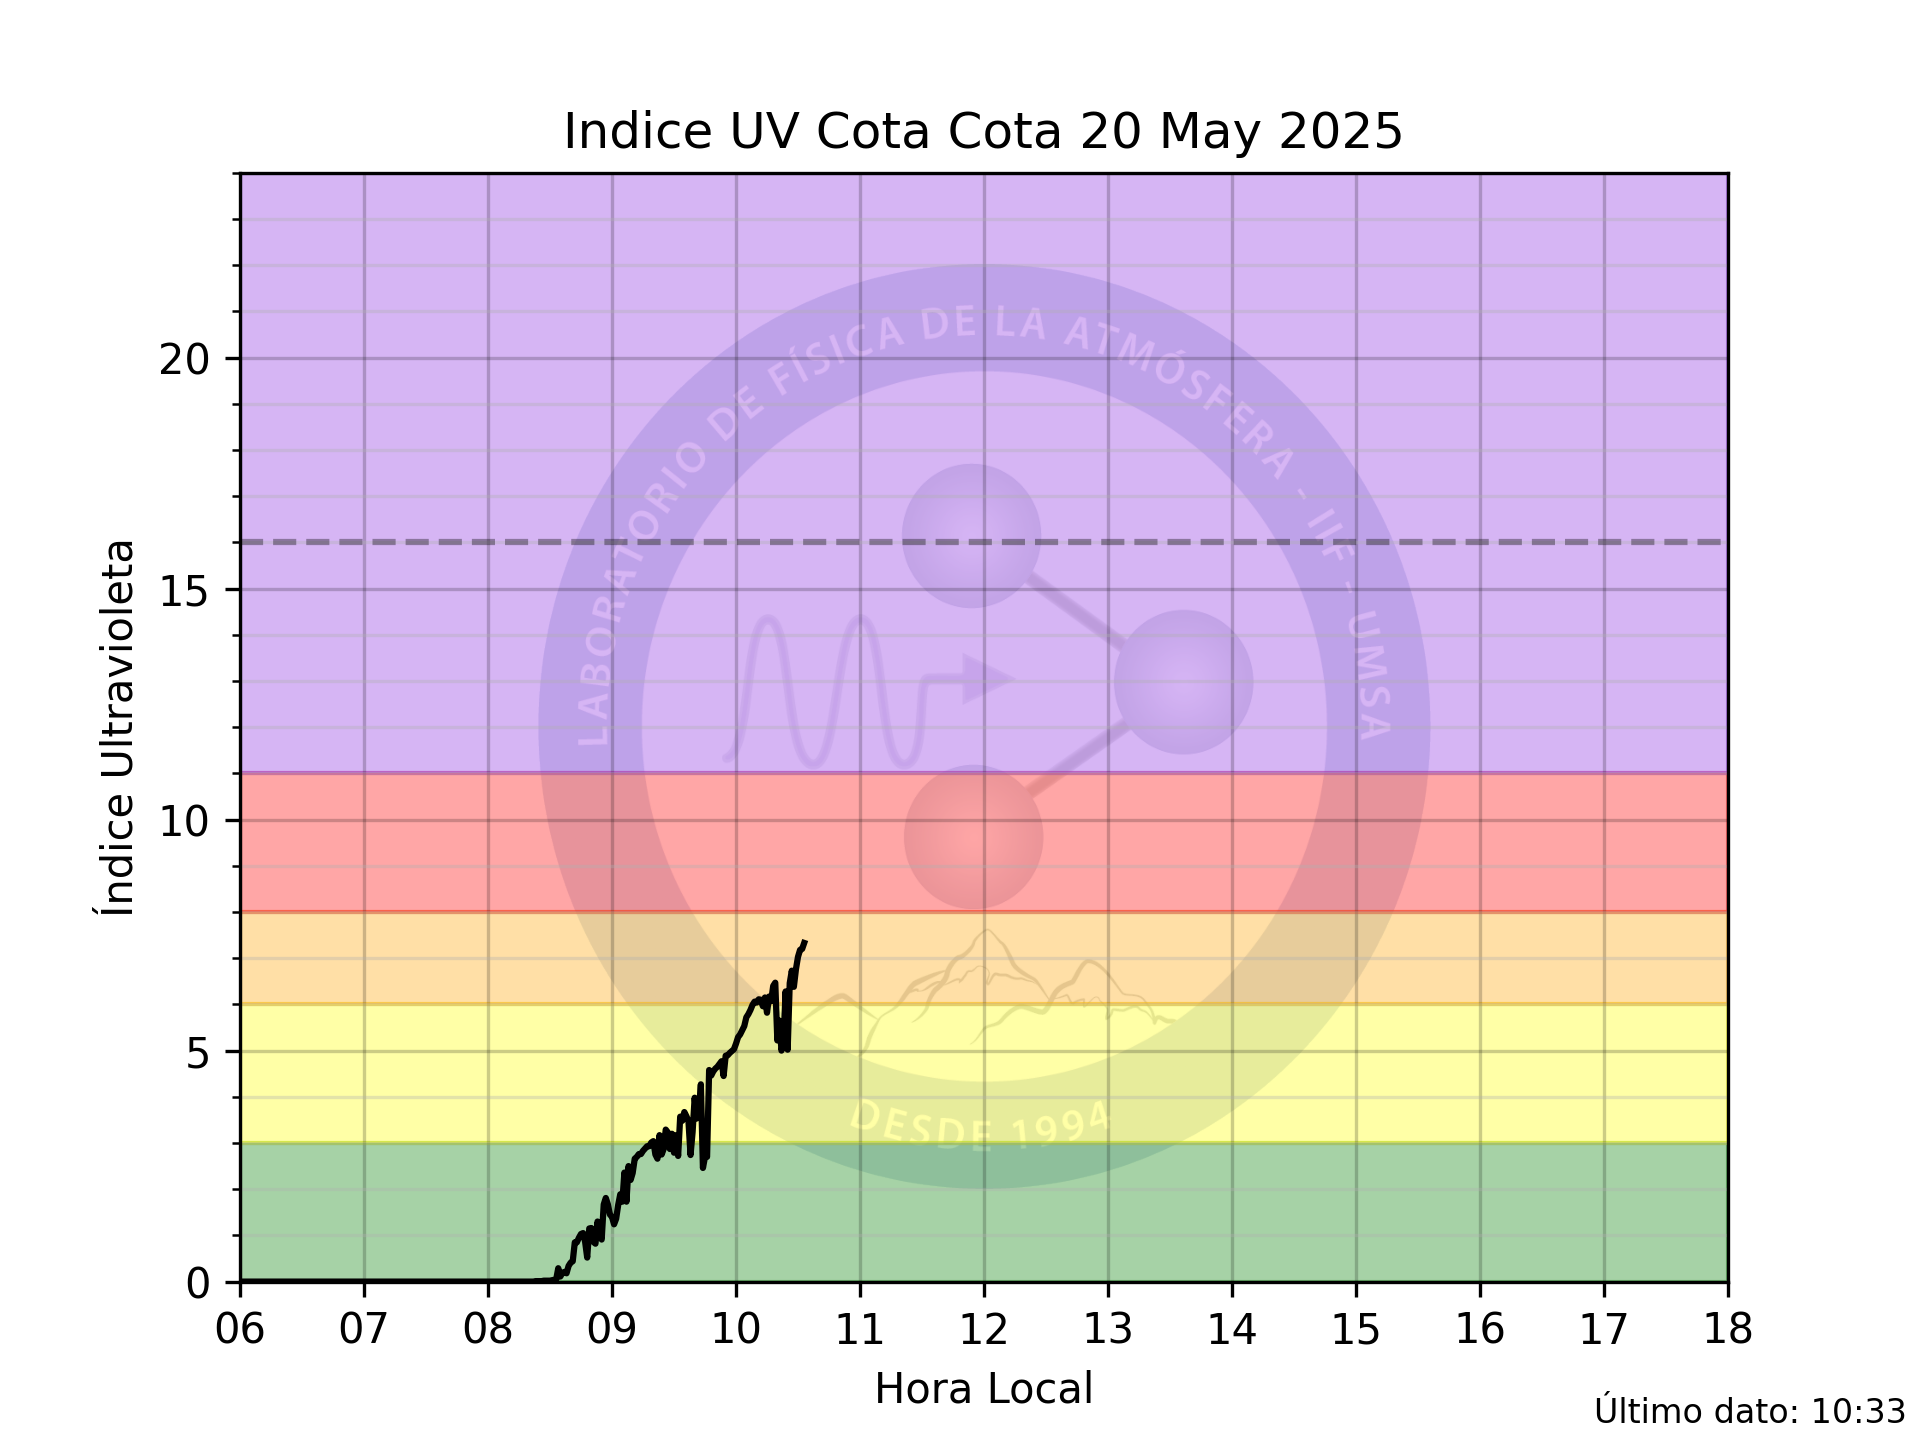 Indice UV Cota Cota 20 May 2025
LABORATORIO DE FÍSICA DE LA ATMÓSFERA - IIF - UMSA
DESDE 1994
Índice Ultravioleta
20
15
10
5
0
06 07 08 09 10 11 12 13 14 15 16 17 18
Hora Local
Último dato: 10:33